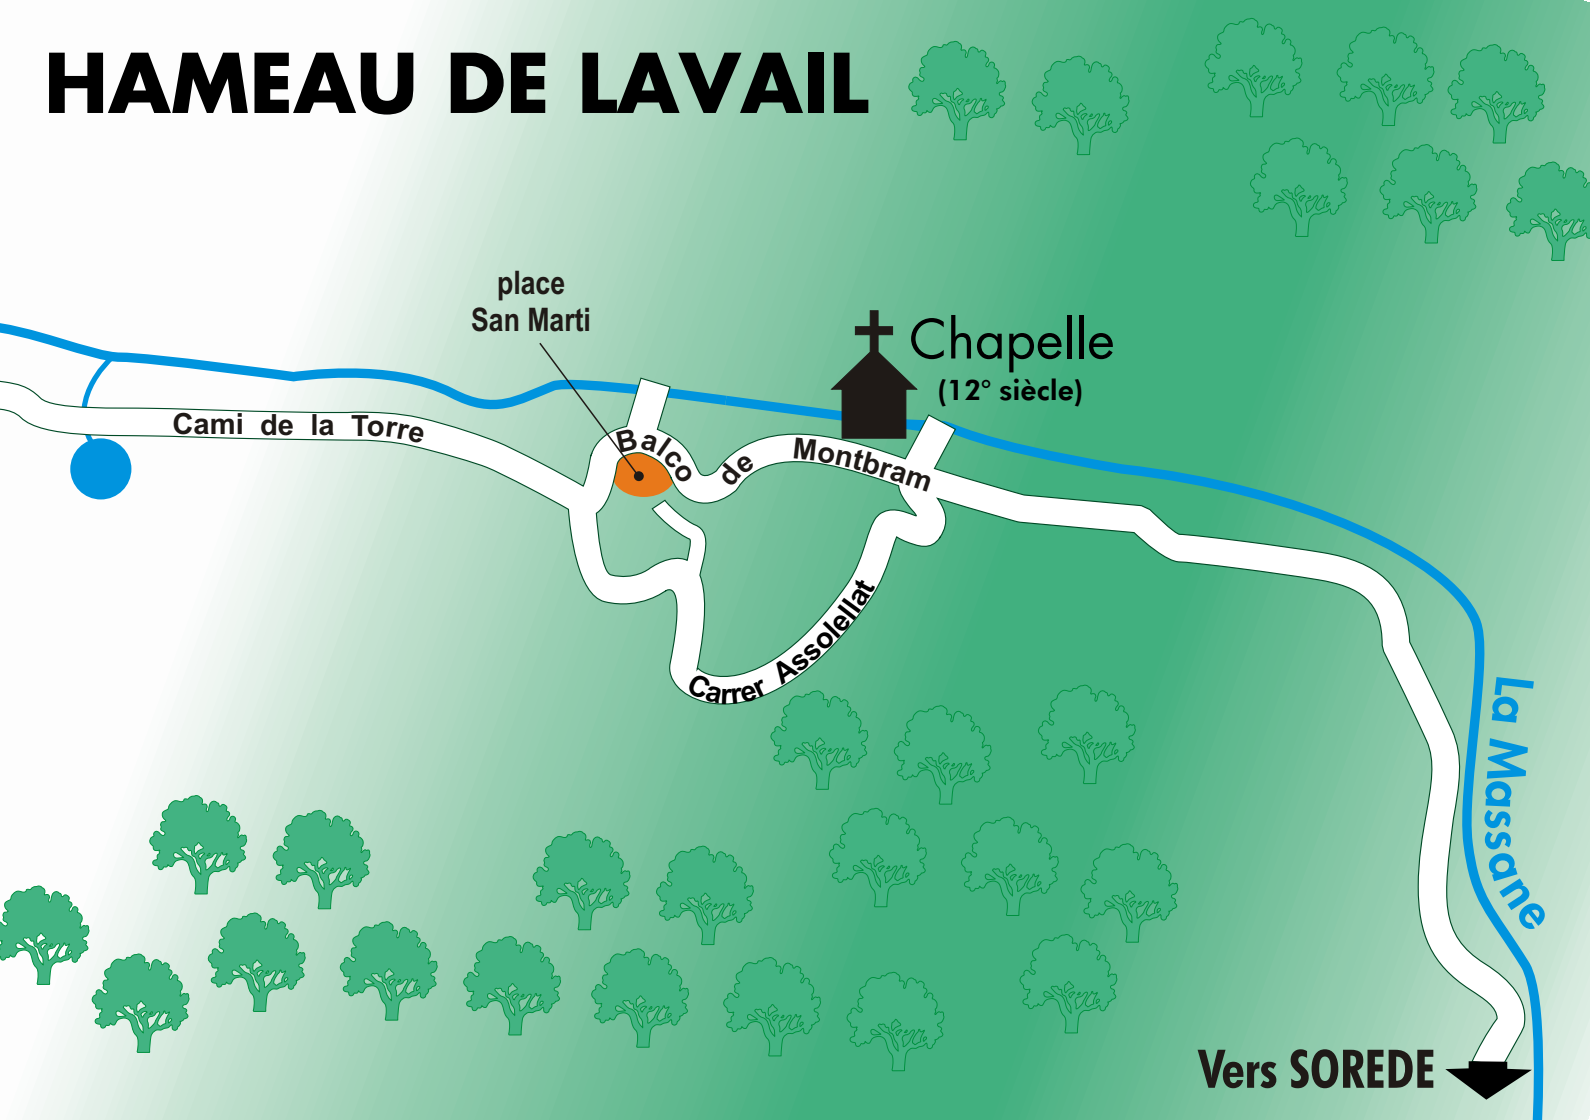 HAMEAU DE LAVAIL
place
San Marti
Chapelle
(12° siècle)
Cami de la Torre
Balco de Montbram
Carrer Assolellat
La Massane
Vers SOREDE